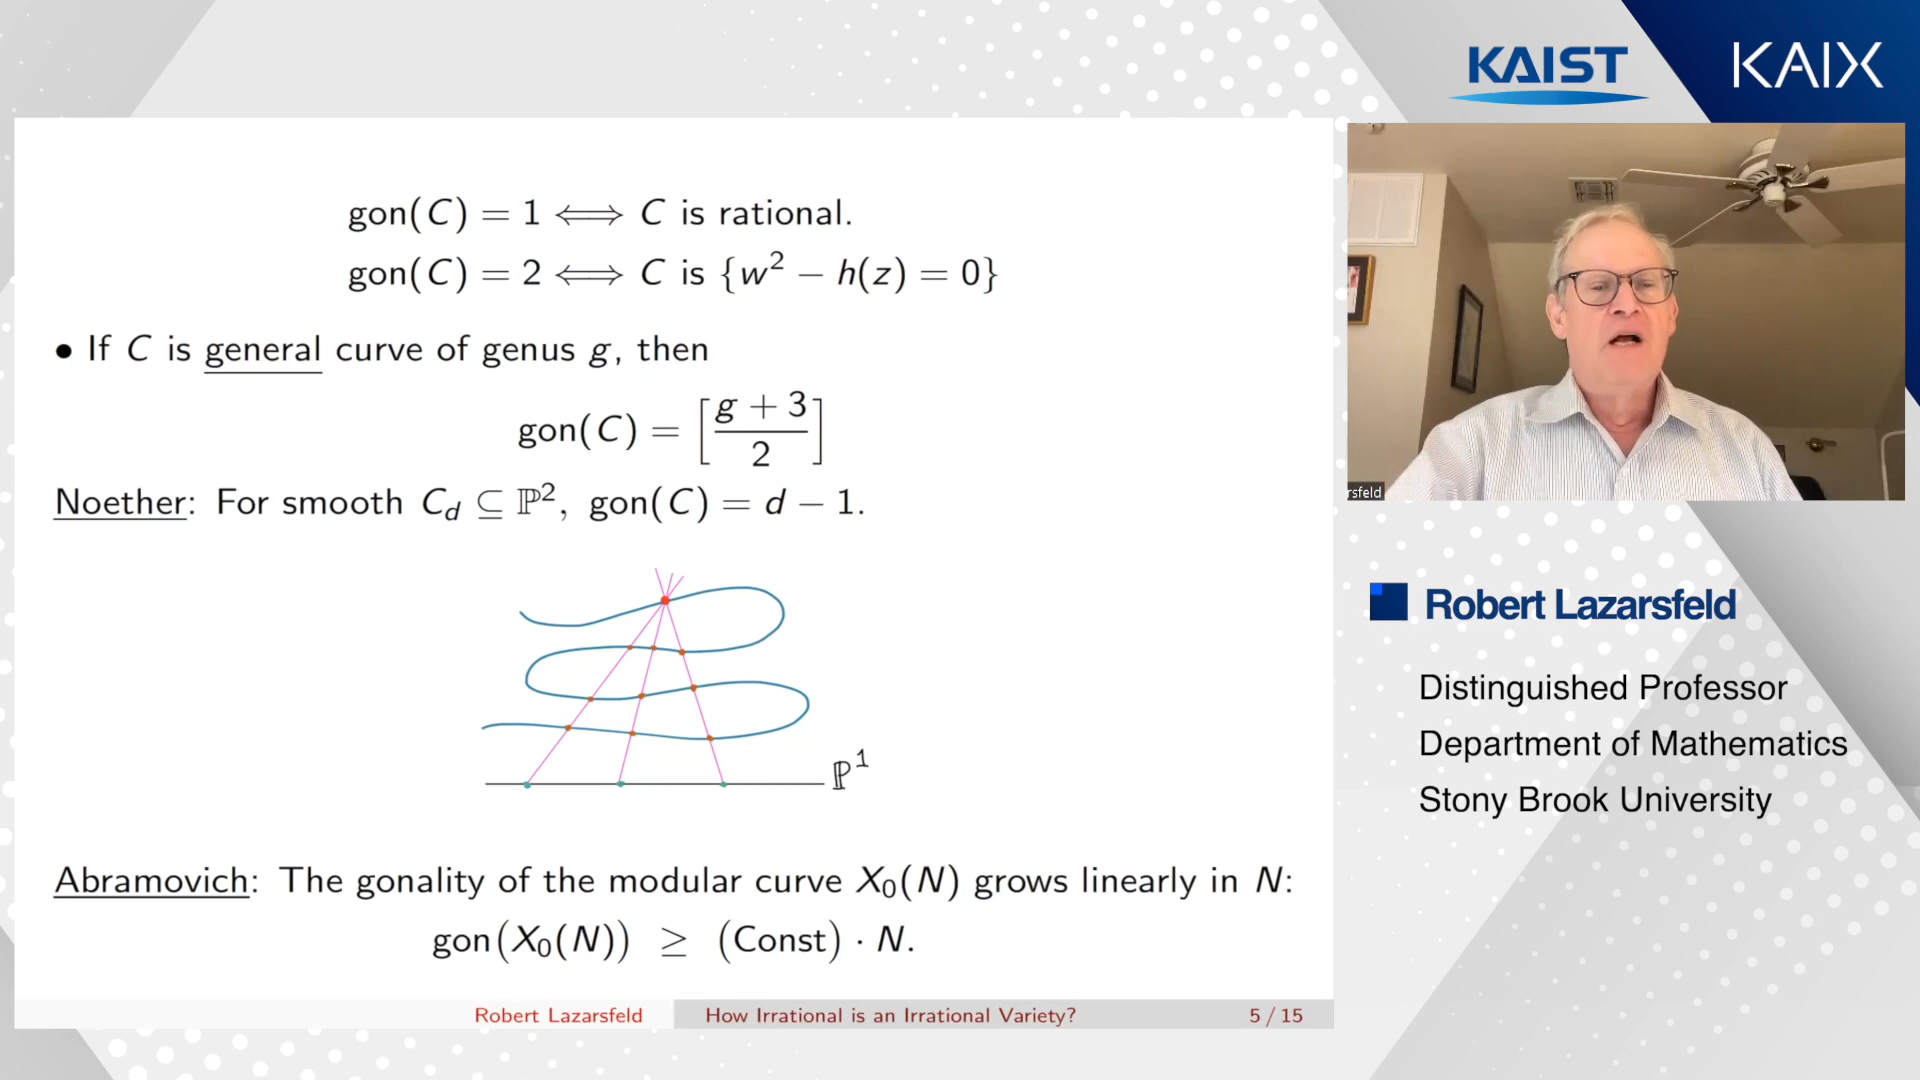 KAIST
KAIX
gon(C) = 1 ⟺ C is rational.
gon(C) = 2 ⟺ C is {w² − h(z) = 0}
• If C is general curve of genus g, then
gon(C) = [(g + 3)/2]
Noether: For smooth C_d ⊆ ℙ², gon(C) = d − 1.
ℙ¹
Abramovich: The gonality of the modular curve X₀(N) grows linearly in N:
gon(X₀(N)) ≥ (Const) · N.
Robert Lazarsfeld How Irrational is an Irrational Variety? 5 / 15
rsfeld
Robert Lazarsfeld
Distinguished Professor
Department of Mathematics
Stony Brook University